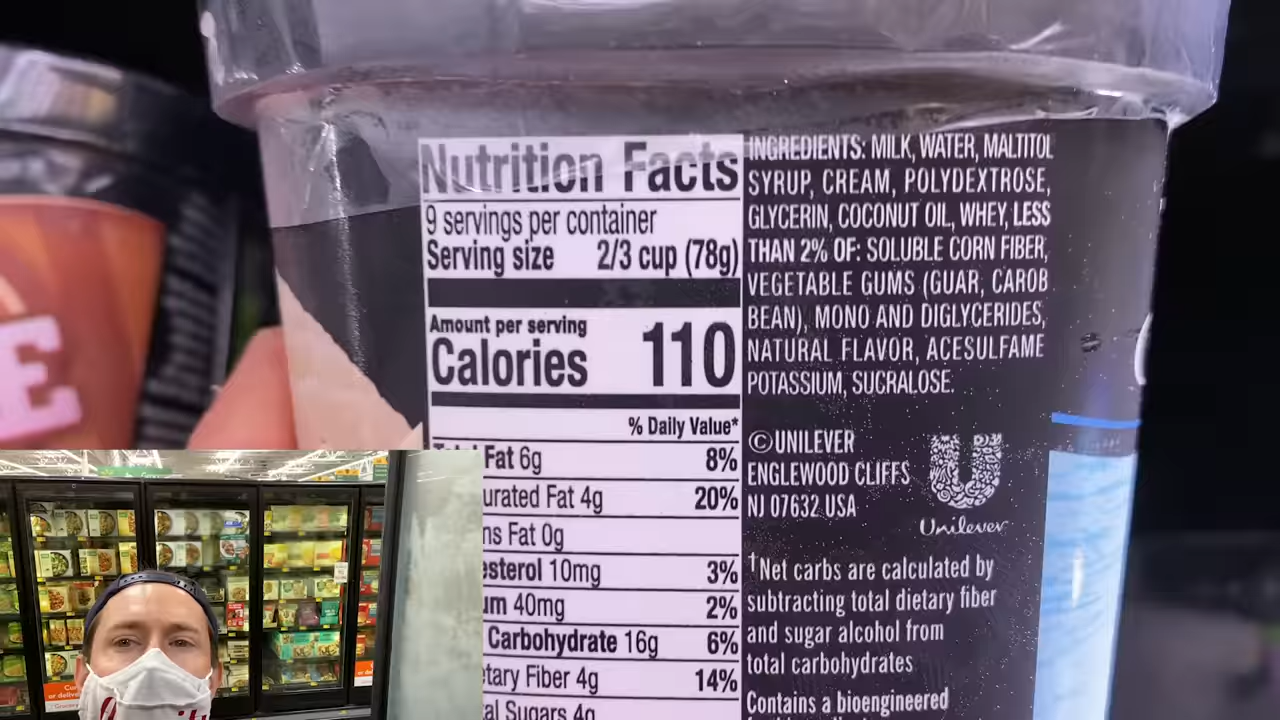 Nutrition Facts
9 servings per container
Serving size 2/3 cup (78g)
Amount per serving
Calories 110
% Daily Value*
Fat 6g 8%
urated Fat 4g 20%
ns Fat 0g
esterol 10mg 3%
um 40mg 2%
Carbohydrate 16g 6%
etary Fiber 4g 14%
al Sugars 4g
INGREDIENTS: MILK, WATER, MALTITOL
SYRUP, CREAM, POLYDEXTROSE,
GLYCERIN, COCONUT OIL, WHEY, LESS
THAN 2% OF: SOLUBLE CORN FIBER,
VEGETABLE GUMS (GUAR, CAROB
BEAN), MONO AND DIGLYCERIDES,
NATURAL FLAVOR, ACESULFAME
POTASSIUM, SUCRALOSE.
©UNILEVER
ENGLEWOOD CLIFFS
NJ 07632 USA
Unilever
†Net carbs are calculated by
subtracting total dietary fiber
and sugar alcohol from
total carbohydrates
Contains a bioengineered
E